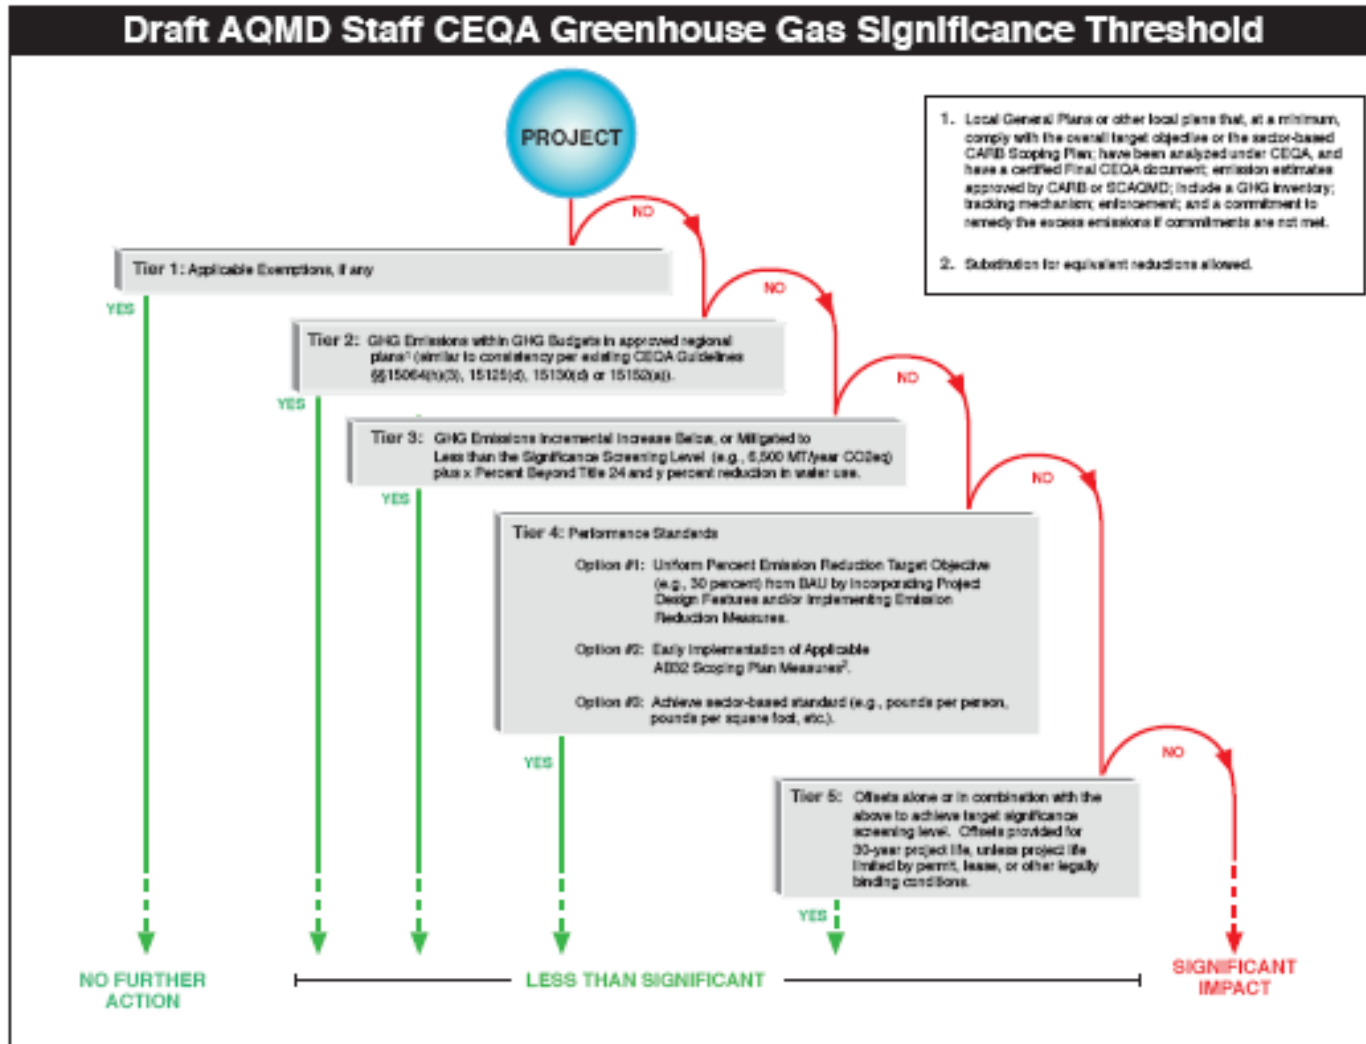 Draft AQMD Staff CEQA Greenhouse Gas Significance Threshold
PROJECT
1. Local General Plans or other local plans that, at a minimum,
comply with the overall target objective or the sector-based
CARB Scoping Plan; have been analyzed under CEQA, and
have a certified Final CEQA document; emission estimates
approved by CARB or SCAQMD; include a GHG inventory;
tracking mechanism; enforcement; and a commitment to
remedy the excess emissions if commitments are not met.
2. Substitution for equivalent reductions allowed.
NO
Tier 1: Applicable Exemptions, if any
YES
NO
Tier 2: GHG Emissions within GHG Budgets in approved regional
plans¹ (similar to consistency per existing CEQA Guidelines
§§15064(h)(3), 15125(d), 15130(d) or 15152(a)).
YES
NO
Tier 3: GHG Emissions Incremental Increase Below, or Mitigated to
Less than the Significance Screening Level (e.g., 6,500 MT/year CO2eq)
plus x Percent Beyond Title 24 and y percent reduction in water use.
YES
NO
Tier 4: Performance Standards
Option #1: Uniform Percent Emission Reduction Target Objective
(e.g., 30 percent) from BAU by Incorporating Project
Design Features and/or Implementing Emission
Reduction Measures.
Option #2: Early Implementation of Applicable
AB32 Scoping Plan Measures².
Option #3: Achieve sector-based standard (e.g., pounds per person,
pounds per square foot, etc.).
YES
NO
Tier 5: Offsets alone or in combination with the
above to achieve target significance
screening level. Offsets provided for
30-year project life, unless project life
limited by permit, lease, or other legally
binding conditions.
YES
NO FURTHER
ACTION
LESS THAN SIGNIFICANT
SIGNIFICANT
IMPACT